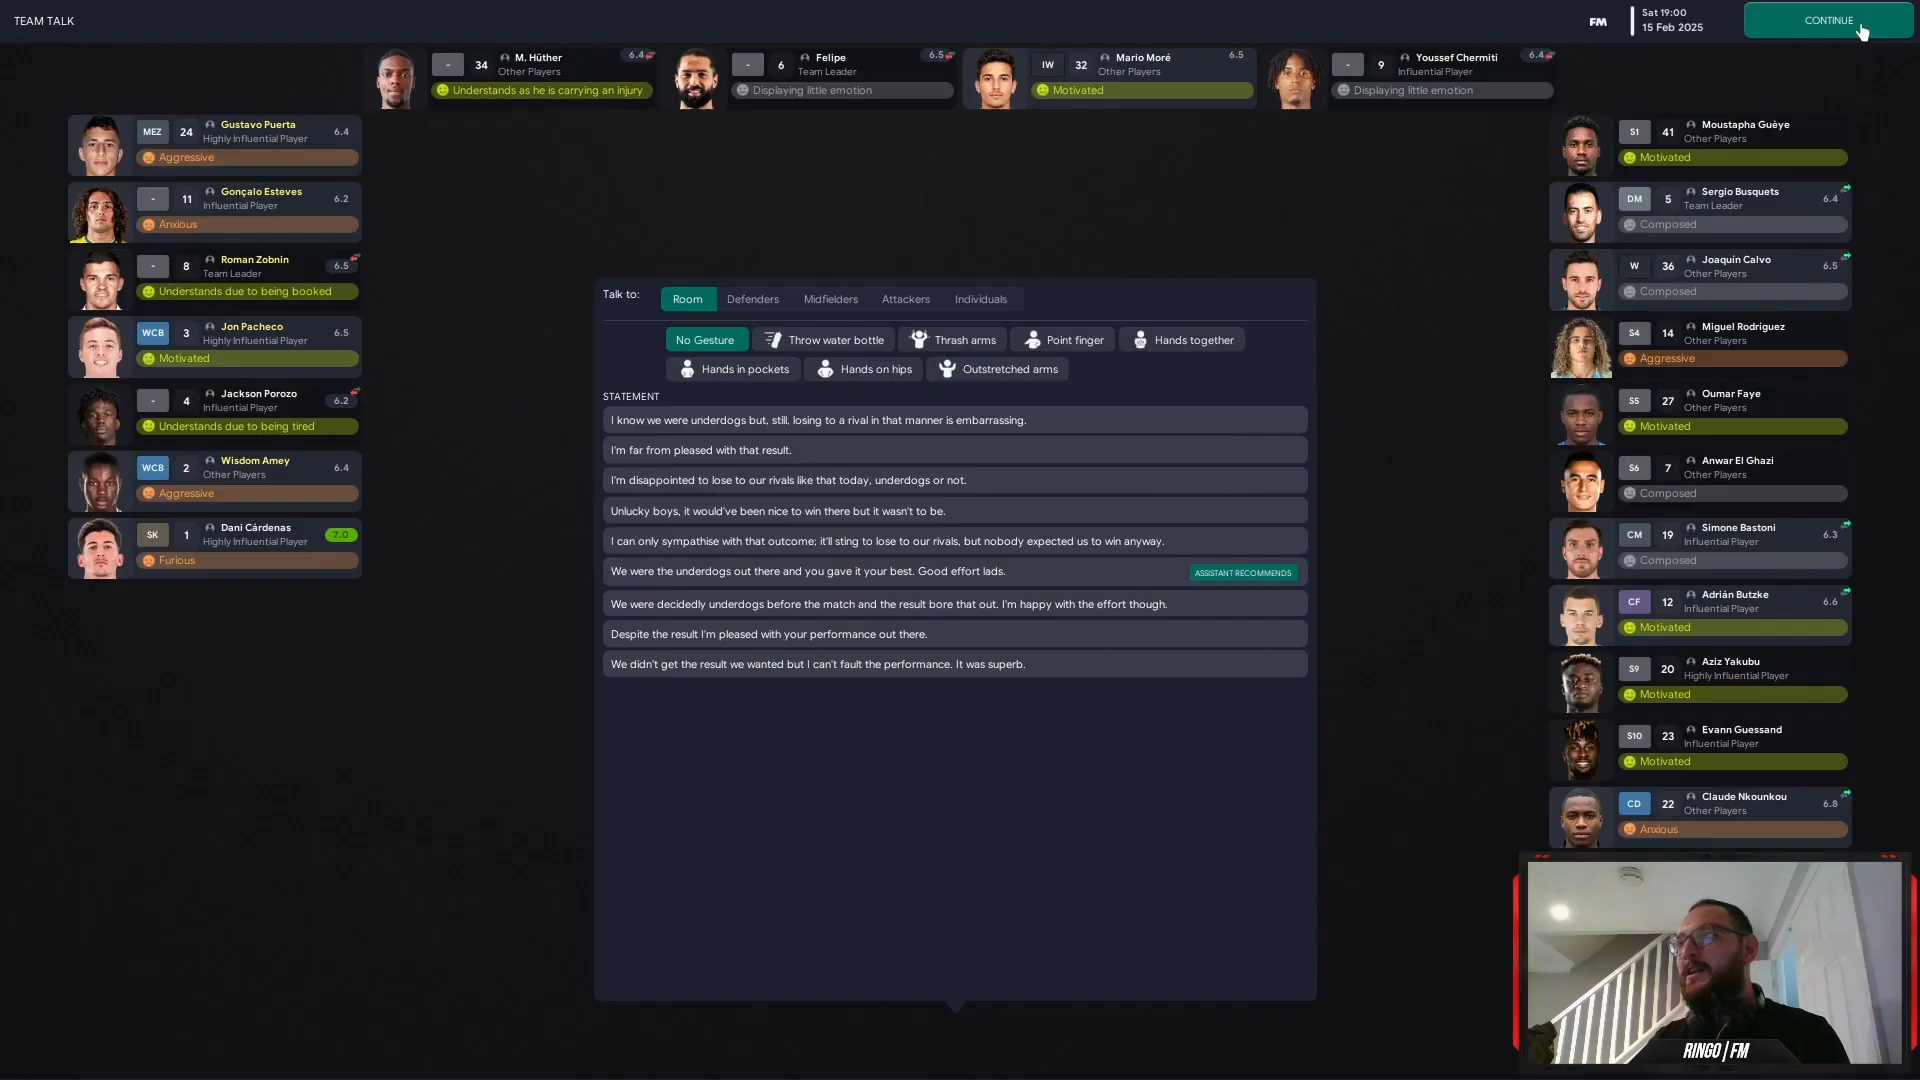 TEAM TALK
FM
Sat 19:00
15 Feb 2025
CONTINUE
-
34
M. Hüther
Other Players
6.4
Understands as he is carrying an injury
-
6
Felipe
Team Leader
6.5
Displaying little emotion
IW
32
Mario Moré
Other Players
6.5
Motivated
-
9
Youssef Chermiti
Influential Player
6.4
Displaying little emotion
MEZ
24
Gustavo Puerta
Highly Influential Player
6.4
Aggressive
-
11
Gonçalo Esteves
Influential Player
6.2
Anxious
-
8
Roman Zobnin
Team Leader
6.5
Understands due to being booked
WCB
3
Jon Pacheco
Highly Influential Player
6.5
Motivated
-
4
Jackson Porozo
Influential Player
6.2
Understands due to being tired
WCB
2
Wisdom Amey
Other Players
6.4
Aggressive
SK
1
Dani Cárdenas
Highly Influential Player
7.0
Furious
Talk to:
Room
Defenders
Midfielders
Attackers
Individuals
No Gesture
Throw water bottle
Thrash arms
Point finger
Hands together
Hands in pockets
Hands on hips
Outstretched arms
STATEMENT
I know we were underdogs but, still, losing to a rival in that manner is embarrassing.
I'm far from pleased with that result.
I'm disappointed to lose to our rivals like that today, underdogs or not.
Unlucky boys, it would've been nice to win there but it wasn't to be.
I can only sympathise with that outcome; it'll sting to lose to our rivals, but nobody expected us to win anyway.
We were the underdogs out there and you gave it your best. Good effort lads.
ASSISTANT RECOMMENDS
We were decidedly underdogs before the match and the result bore that out. I'm happy with the effort though.
Despite the result I'm pleased with your performance out there.
We didn't get the result we wanted but I can't fault the performance. It was superb.
S1
41
Moustapha Guèye
Other Players
Motivated
DM
5
Sergio Busquets
Team Leader
6.4
Composed
W
36
Joaquín Calvo
Other Players
6.5
Composed
S4
14
Miguel Rodríguez
Other Players
Aggressive
S5
27
Oumar Faye
Other Players
Motivated
S6
7
Anwar El Ghazi
Other Players
Composed
CM
19
Simone Bastoni
Influential Player
6.3
Composed
CF
12
Adrián Butzke
Influential Player
6.6
Motivated
S9
20
Aziz Yakubu
Highly Influential Player
Motivated
S10
23
Evann Guessand
Influential Player
Motivated
CD
22
Claude Nkounkou
Other Players
6.8
Anxious
RINGO|FM